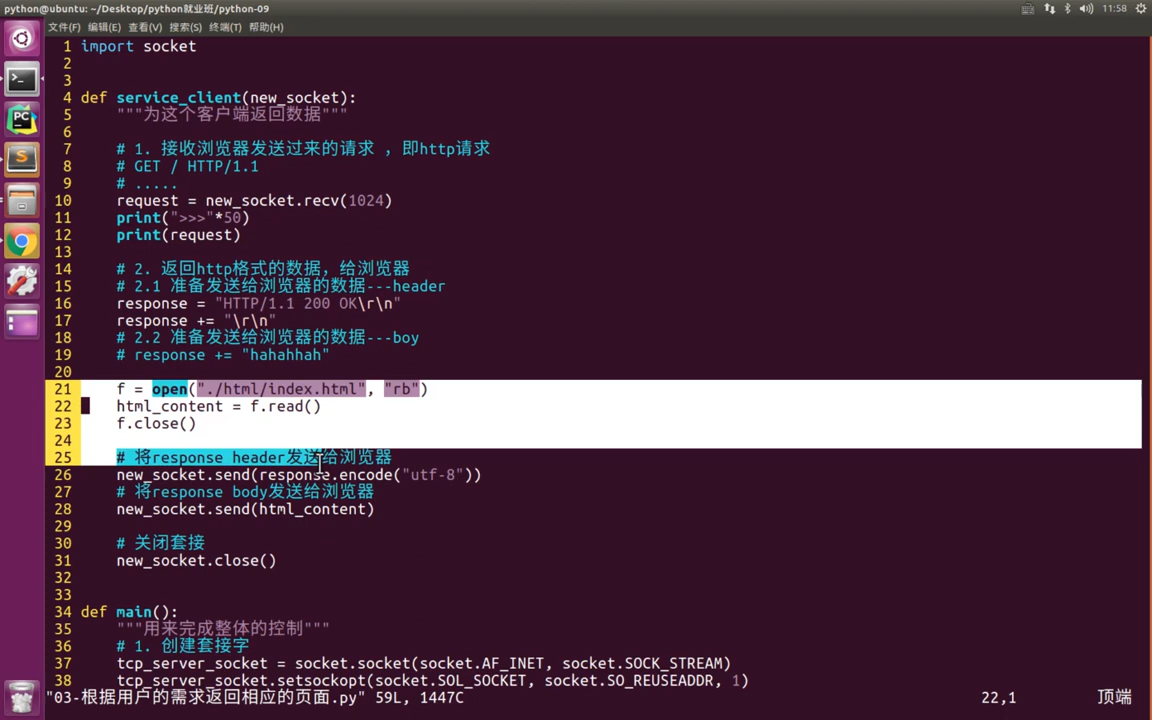 python@ubuntu: ~/Desktop/python就业班/python-09
11:58
文件(F) 编辑(E) 查看(V) 搜索(S) 终端(T) 帮助(H)
1 import socket
2
3
4 def service_client(new_socket):
5     """为这个客户端返回数据"""
6
7     # 1. 接收浏览器发送过来的请求 ，即http请求
8     # GET / HTTP/1.1
9     # .....
10     request = new_socket.recv(1024)
11     print(">>>"*50)
12     print(request)
13
14     # 2. 返回http格式的数据，给浏览器
15     # 2.1 准备发送给浏览器的数据---header
16     response = "HTTP/1.1 200 OK\r\n"
17     response += "\r\n"
18     # 2.2 准备发送给浏览器的数据---boy
19     # response += "hahahhah"
20
21     f = open("./html/index.html", "rb")
22     html_content = f.read()
23     f.close()
24
25     # 将response header发送给浏览器
26     new_socket.send(response.encode("utf-8"))
27     # 将response body发送给浏览器
28     new_socket.send(html_content)
29
30     # 关闭套接
31     new_socket.close()
32
33
34 def main():
35     """用来完成整体的控制"""
36     # 1. 创建套接字
37     tcp_server_socket = socket.socket(socket.AF_INET, socket.SOCK_STREAM)
38     tcp_server_socket.setsockopt(socket.SOL_SOCKET, socket.SO_REUSEADDR, 1)
"03-根据用户的需求返回相应的页面.py" 59L, 1447C 22,1 顶端
PC